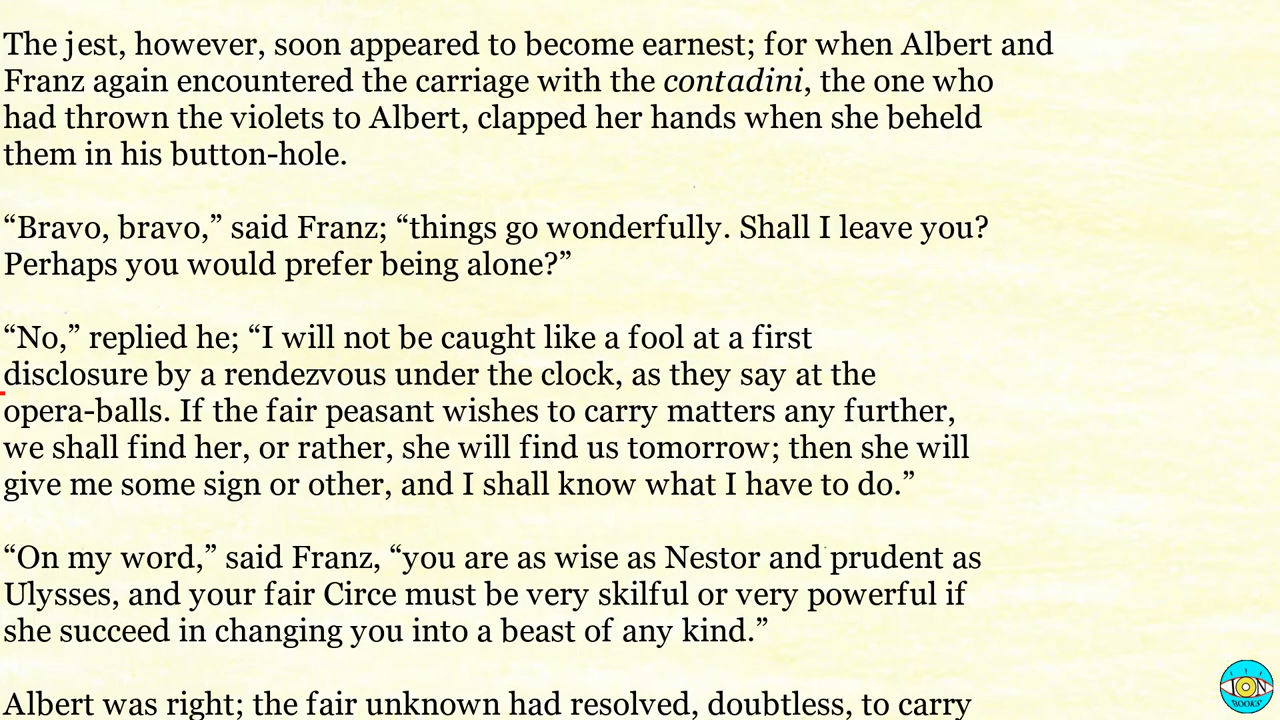 The jest, however, soon appeared to become earnest; for when Albert and
Franz again encountered the carriage with the contadini, the one who
had thrown the violets to Albert, clapped her hands when she beheld
them in his button-hole.
“Bravo, bravo,” said Franz; “things go wonderfully. Shall I leave you?
Perhaps you would prefer being alone?”
“No,” replied he; “I will not be caught like a fool at a first
disclosure by a rendezvous under the clock, as they say at the
opera-balls. If the fair peasant wishes to carry matters any further,
we shall find her, or rather, she will find us tomorrow; then she will
give me some sign or other, and I shall know what I have to do.”
“On my word,” said Franz, “you are as wise as Nestor and prudent as
Ulysses, and your fair Circe must be very skilful or very powerful if
she succeed in changing you into a beast of any kind.”
Albert was right; the fair unknown had resolved, doubtless, to carry
ION
BOOKS